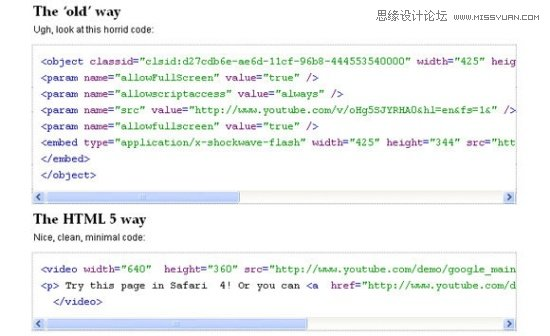 思缘设计论坛 WWW.MISSYUAN.COM
The ‘old’ way
Ugh, look at this horrid code:
<object classid="clsid:d27cdb6e-ae6d-11cf-96b8-444553540000" width="425" heig
<param name="allowFullScreen" value="true" />
<param name="allowscriptaccess" value="always" />
<param name="src" value="http://www.youtube.com/v/oHg5SJYRHA0&hl=en&fs=1&" />
<param name="allowfullscreen" value="true" />
<embed type="application/x-shockwave-flash" width="425" height="344" src="htt
</embed>
</object>
The HTML 5 way
Nice, clean, minimal code:
<video width="640"  height="360" src="http://www.youtube.com/demo/google_main
<p> Try this page in Safari  4! Or you can <a  href="http://www.youtube.com/d
</video>